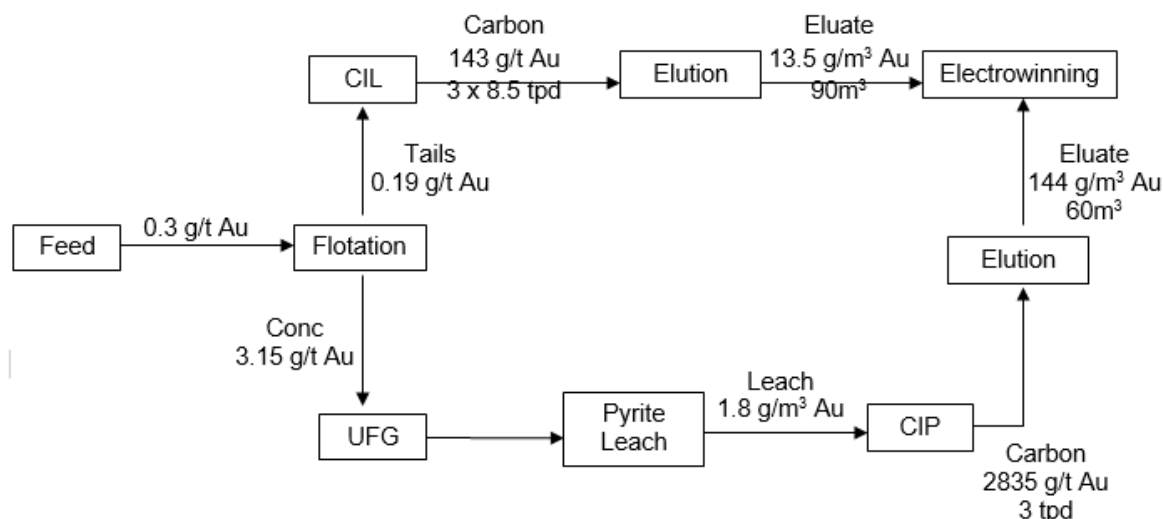 Carbon
143 g/t Au
3 x 8.5 tpd
Eluate
13.5 g/m³ Au
90m³
CIL
Elution
Electrowinning
Tails
0.19 g/t Au
Eluate
144 g/m³ Au
60m³
0.3 g/t Au
Feed
Flotation
Elution
Conc
3.15 g/t Au
Leach
1.8 g/m³ Au
UFG
Pyrite
Leach
CIP
Carbon
2835 g/t Au
3 tpd